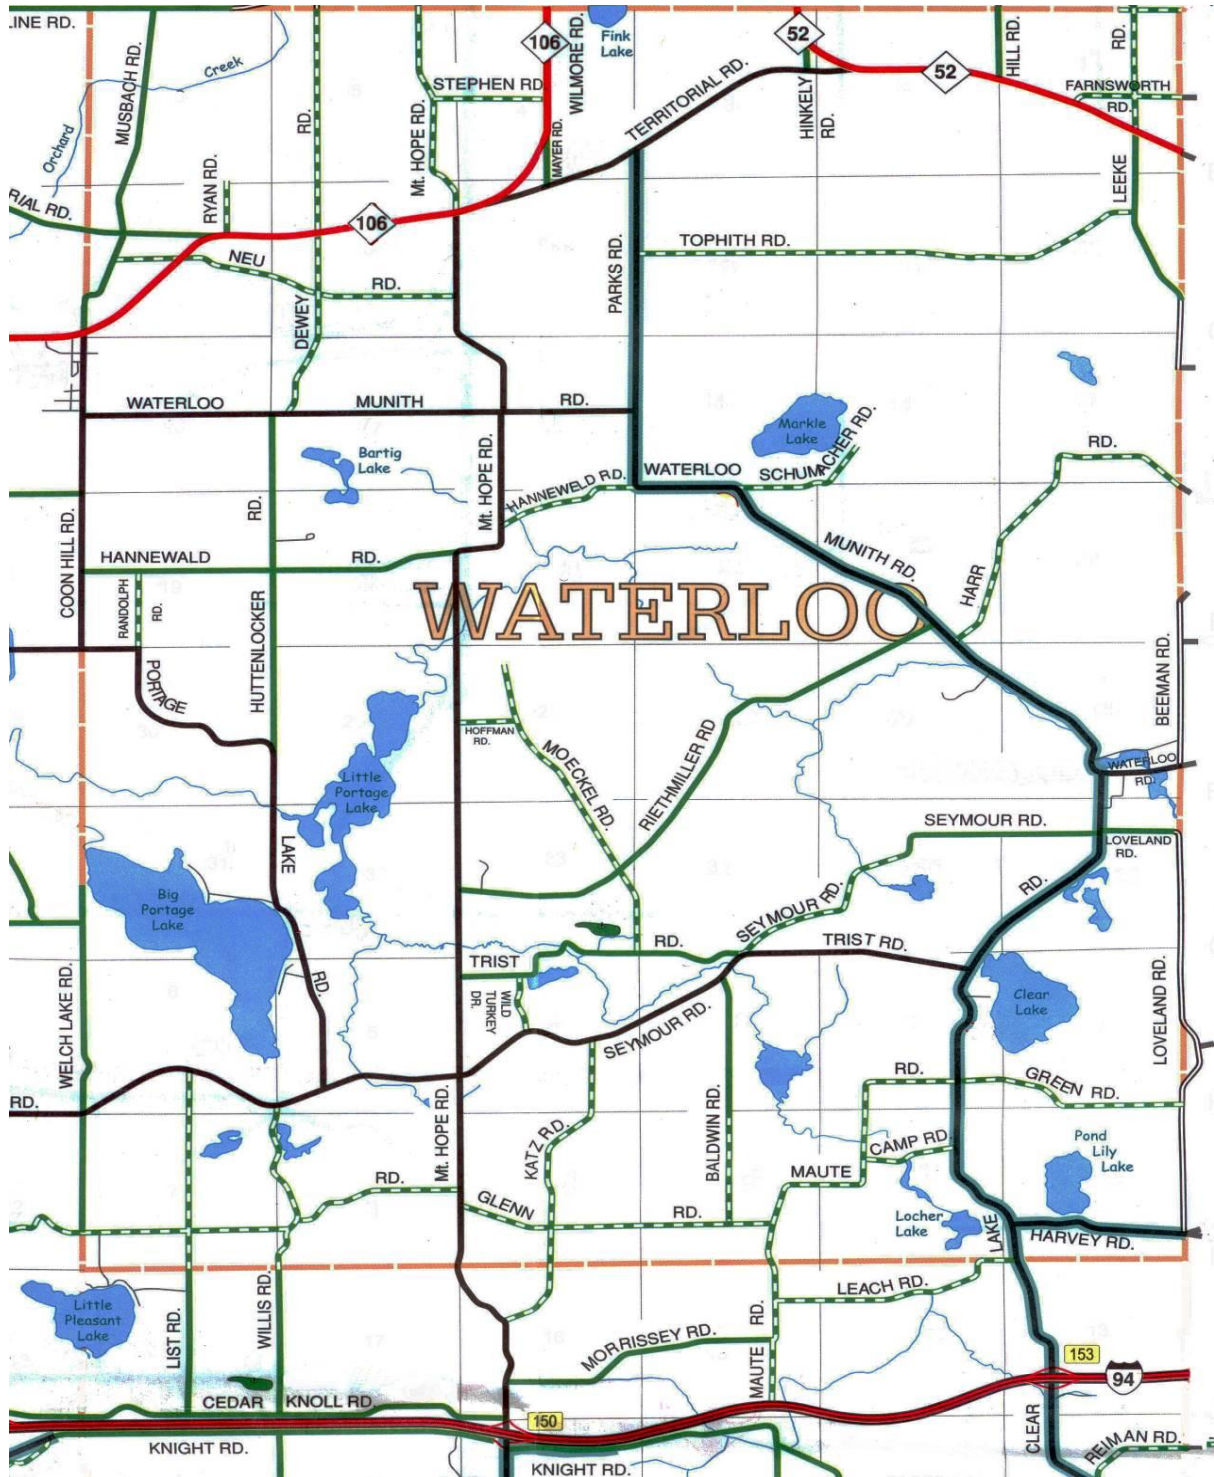 LINE RD.
MUSBACH RD.
Creek
Orchard
RIAL RD.
RYAN RD.
RD.
DEWEY
NEU
RD.
106
Mt. HOPE RD.
STEPHEN RD
106
WILMORE RD.
MAYER RD.
Fink
Lake
TERRITORIAL RD.
52
HINKELY
RD.
52
HILL RD.
RD.
LEEKE
FARNSWORTH
RD.
PARKS RD.
TOPHITH RD.
WATERLOO
MUNITH
RD.
Bartig
Lake
Markle
Lake
SCHUMACHER RD.
WATERLOO
MUNITH RD.
Mt. HOPE RD.
HANNEWELD RD.
HARR
RD.
COON HILL RD.
HANNEWALD
RD.
RANDOLPH
RD.
HUTTENLOCKER
RD.
WATERLOO
PORTAGE
LAKE
RD.
HOFFMAN
RD.
MOECKEL RD.
RIETHMILLER RD
BEEMAN RD.
WATERLOO
RD.
Little
Portage
Lake
SEYMOUR RD.
LOVELAND
RD.
Big
Portage
Lake
SEYMOUR RD.
TRIST
RD.
TRIST RD.
RD.
WILD
TURKEY
DR.
SEYMOUR RD.
Clear
Lake
LOVELAND RD.
WELCH LAKE RD.
RD.
RD.
GREEN RD.
Mt. HOPE RD.
KATZ RD.
BALDWIN RD.
CAMP RD.
MAUTE
Pond
Lily
Lake
RD.
GLENN
RD.
Locher
Lake
LAKE
HARVEY RD.
LEACH RD.
Little
Pleasant
Lake
LIST RD.
WILLIS RD.
MORRISSEY RD.
MAUTE
RD.
153
94
CEDAR
KNOLL RD.
150
KNIGHT RD.
KNIGHT RD.
CLEAR
REIMAN RD.